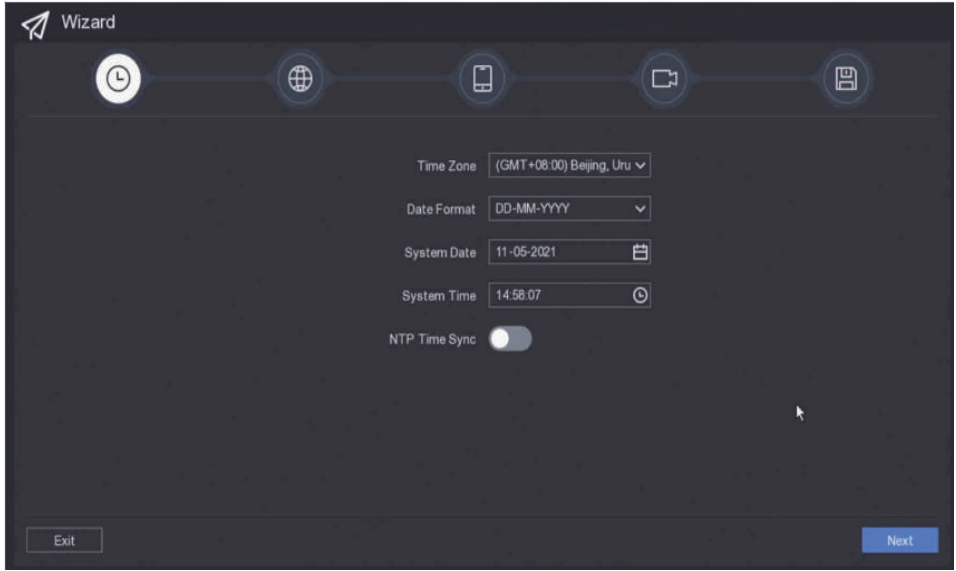 Wizard
Time Zone (GMT+08:00) Beijing, Uru
Date Format DD-MM-YYYY
System Date 11-05-2021
System Time 14:58:07
NTP Time Sync
Exit Next